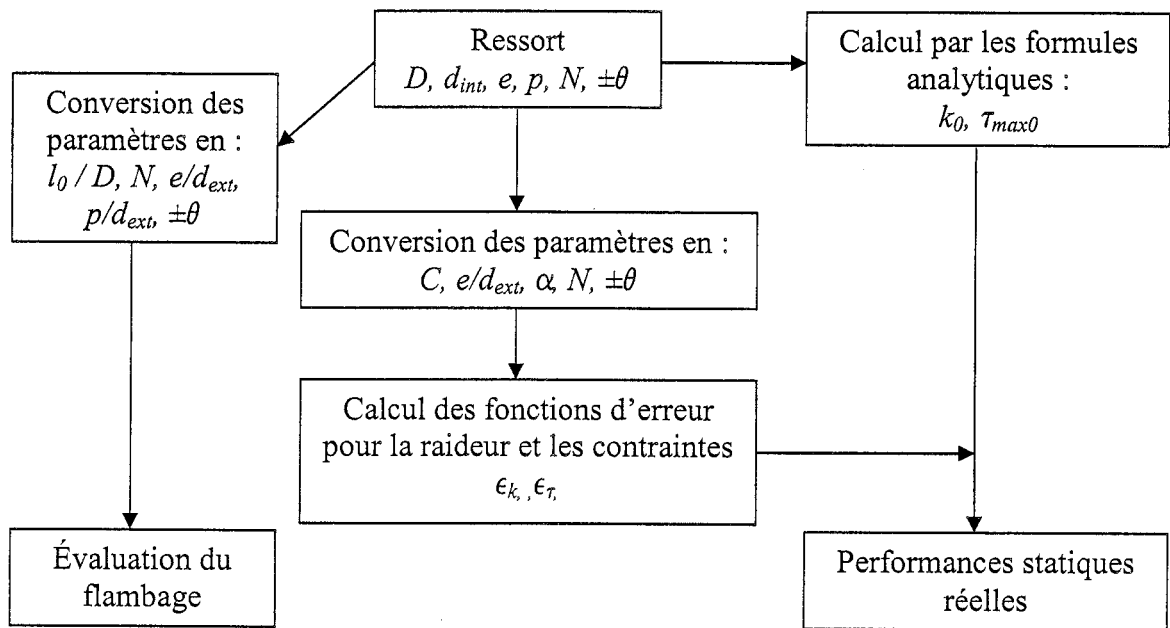 Ressort
D, d_int, e, p, N, ±θ
Calcul par les formules
analytiques :
k_0, τ_max0
Conversion des
paramètres en :
l_0 / D, N, e/d_ext,
p/d_ext, ±θ
Conversion des paramètres en :
C, e/d_ext, α, N, ±θ
Calcul des fonctions d'erreur
pour la raideur et les contraintes
ϵ_k, , ϵ_τ,
Évaluation du
flambage
Performances statiques
réelles